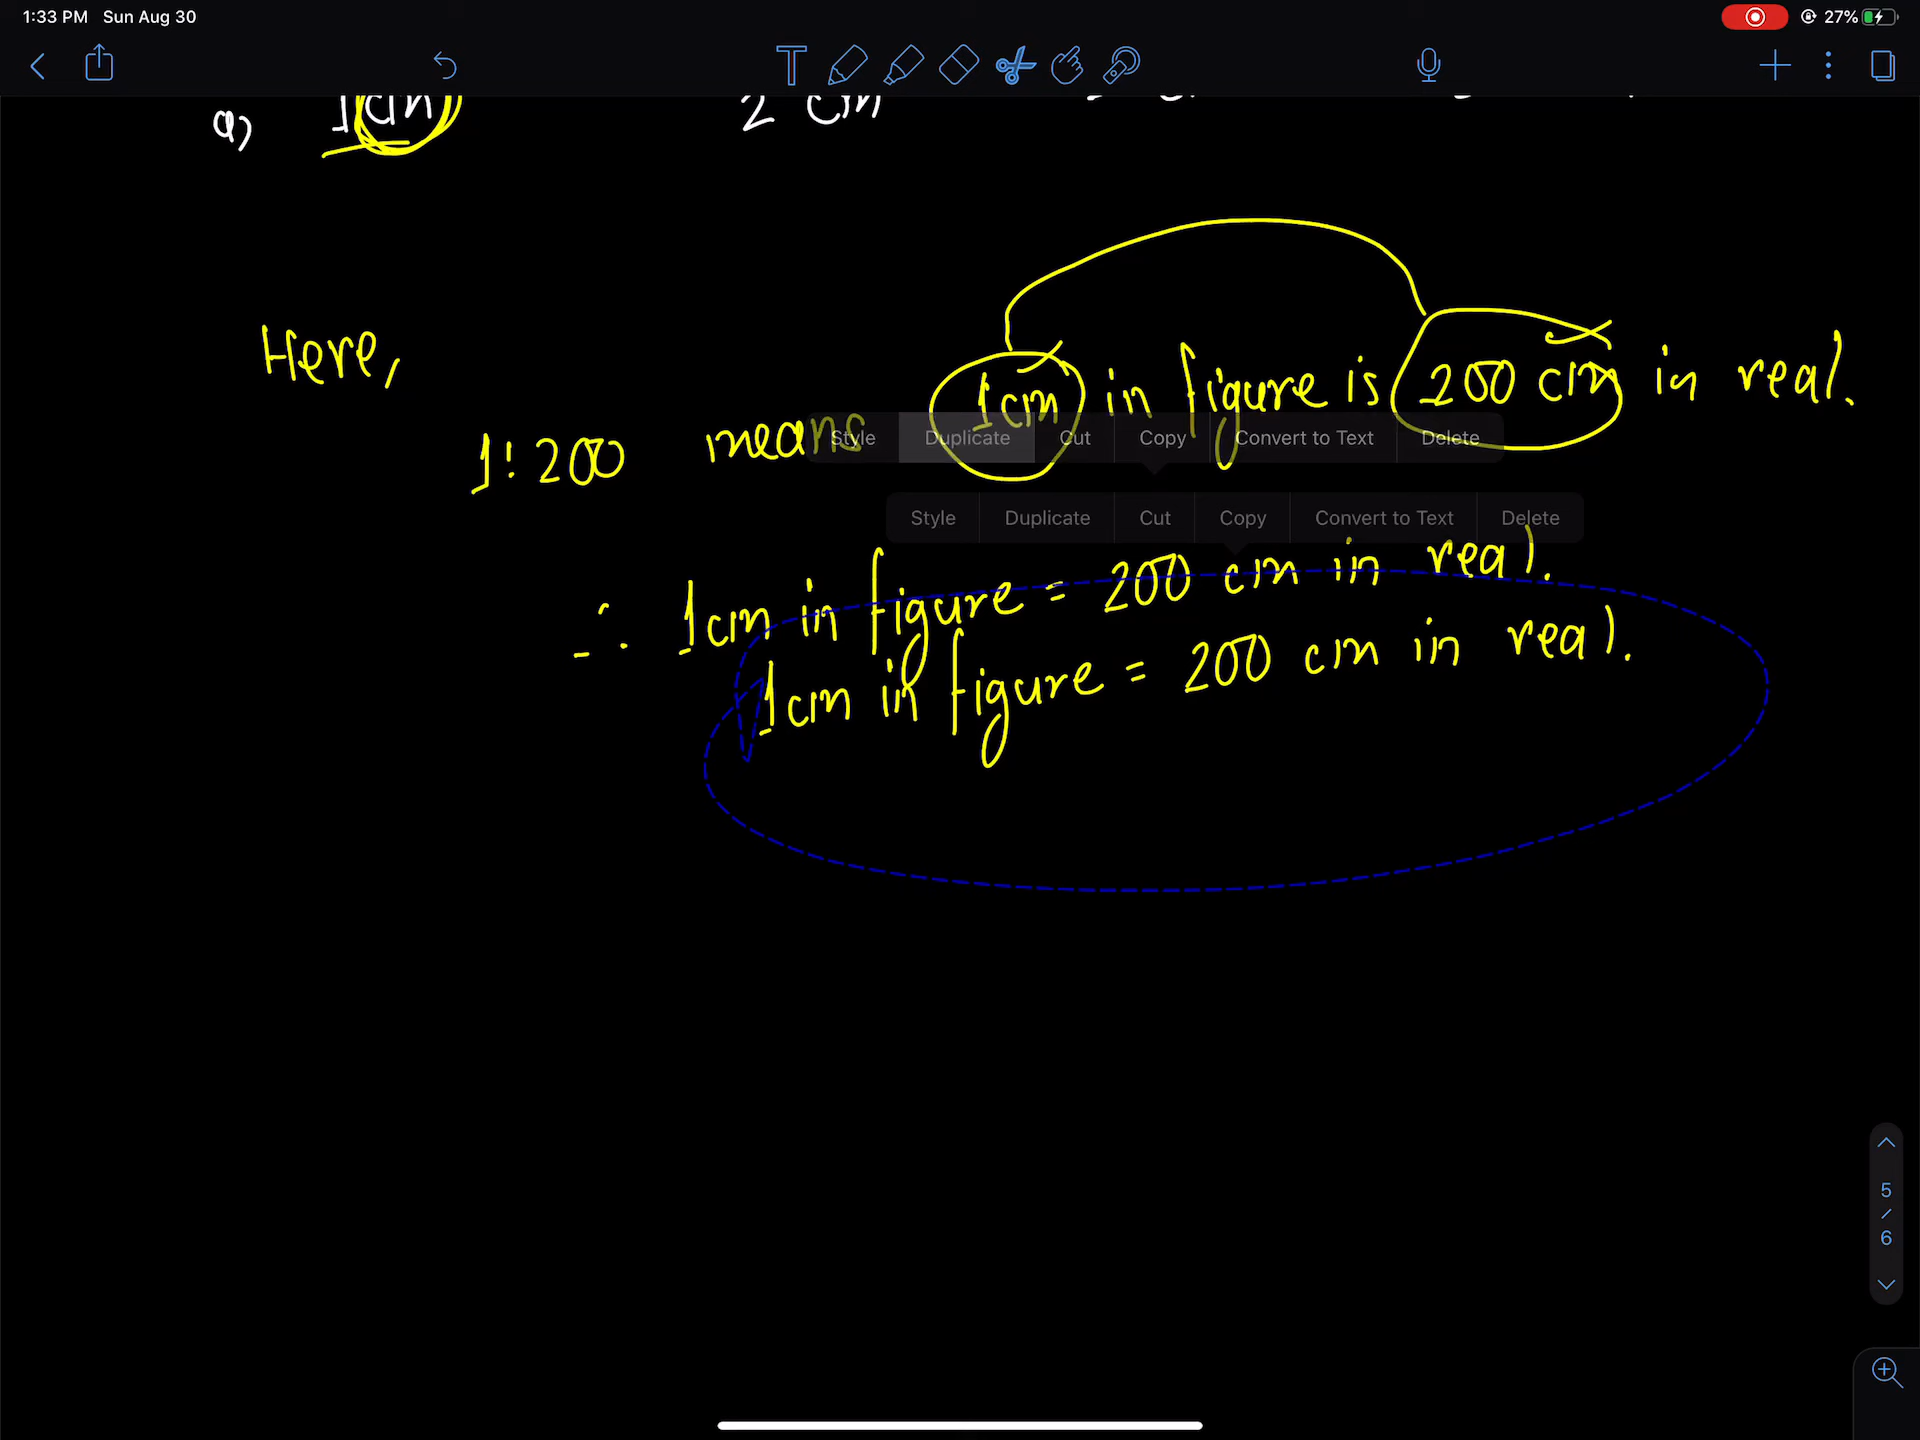 1:33 PM Sun Aug 30
27%
a) 1cm 2 cm
Here,
1cm in figure is 200 cm in real.
1:200 means
Style Duplicate Cut Copy Convert to Text Delete
Style Duplicate Cut Copy Convert to Text Delete
∴ 1cm in figure = 200 cm in real.
1cm in figure = 200 cm in real.
5
/
6